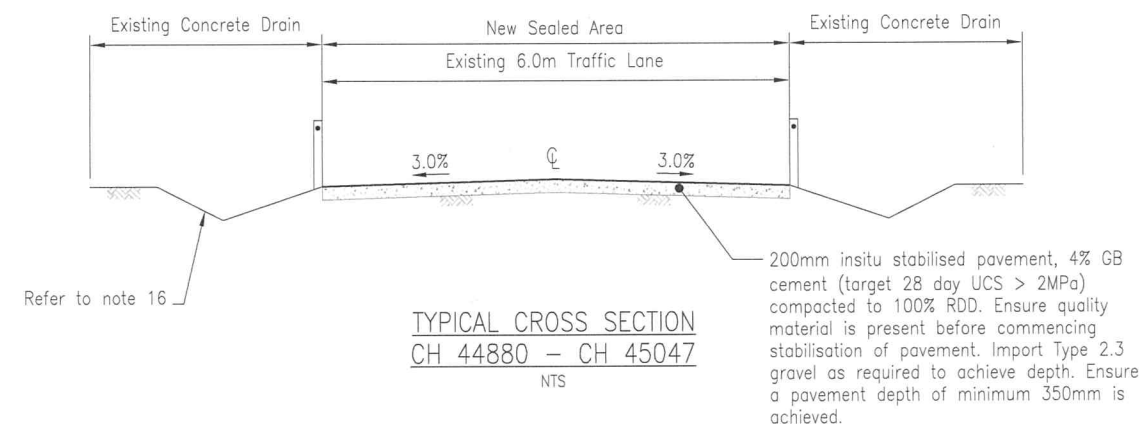 Existing Concrete Drain
New Sealed Area
Existing Concrete Drain
Existing 6.0m Traffic Lane
3.0%
℄
3.0%
Refer to note 16
200mm insitu stabilised pavement, 4% GB
cement (target 28 day UCS > 2MPa)
compacted to 100% RDD. Ensure quality
material is present before commencing
stabilisation of pavement. Import Type 2.3
gravel as required to achieve depth. Ensure
a pavement depth of minimum 350mm is
achieved.
TYPICAL CROSS SECTION
CH 44880 – CH 45047
NTS